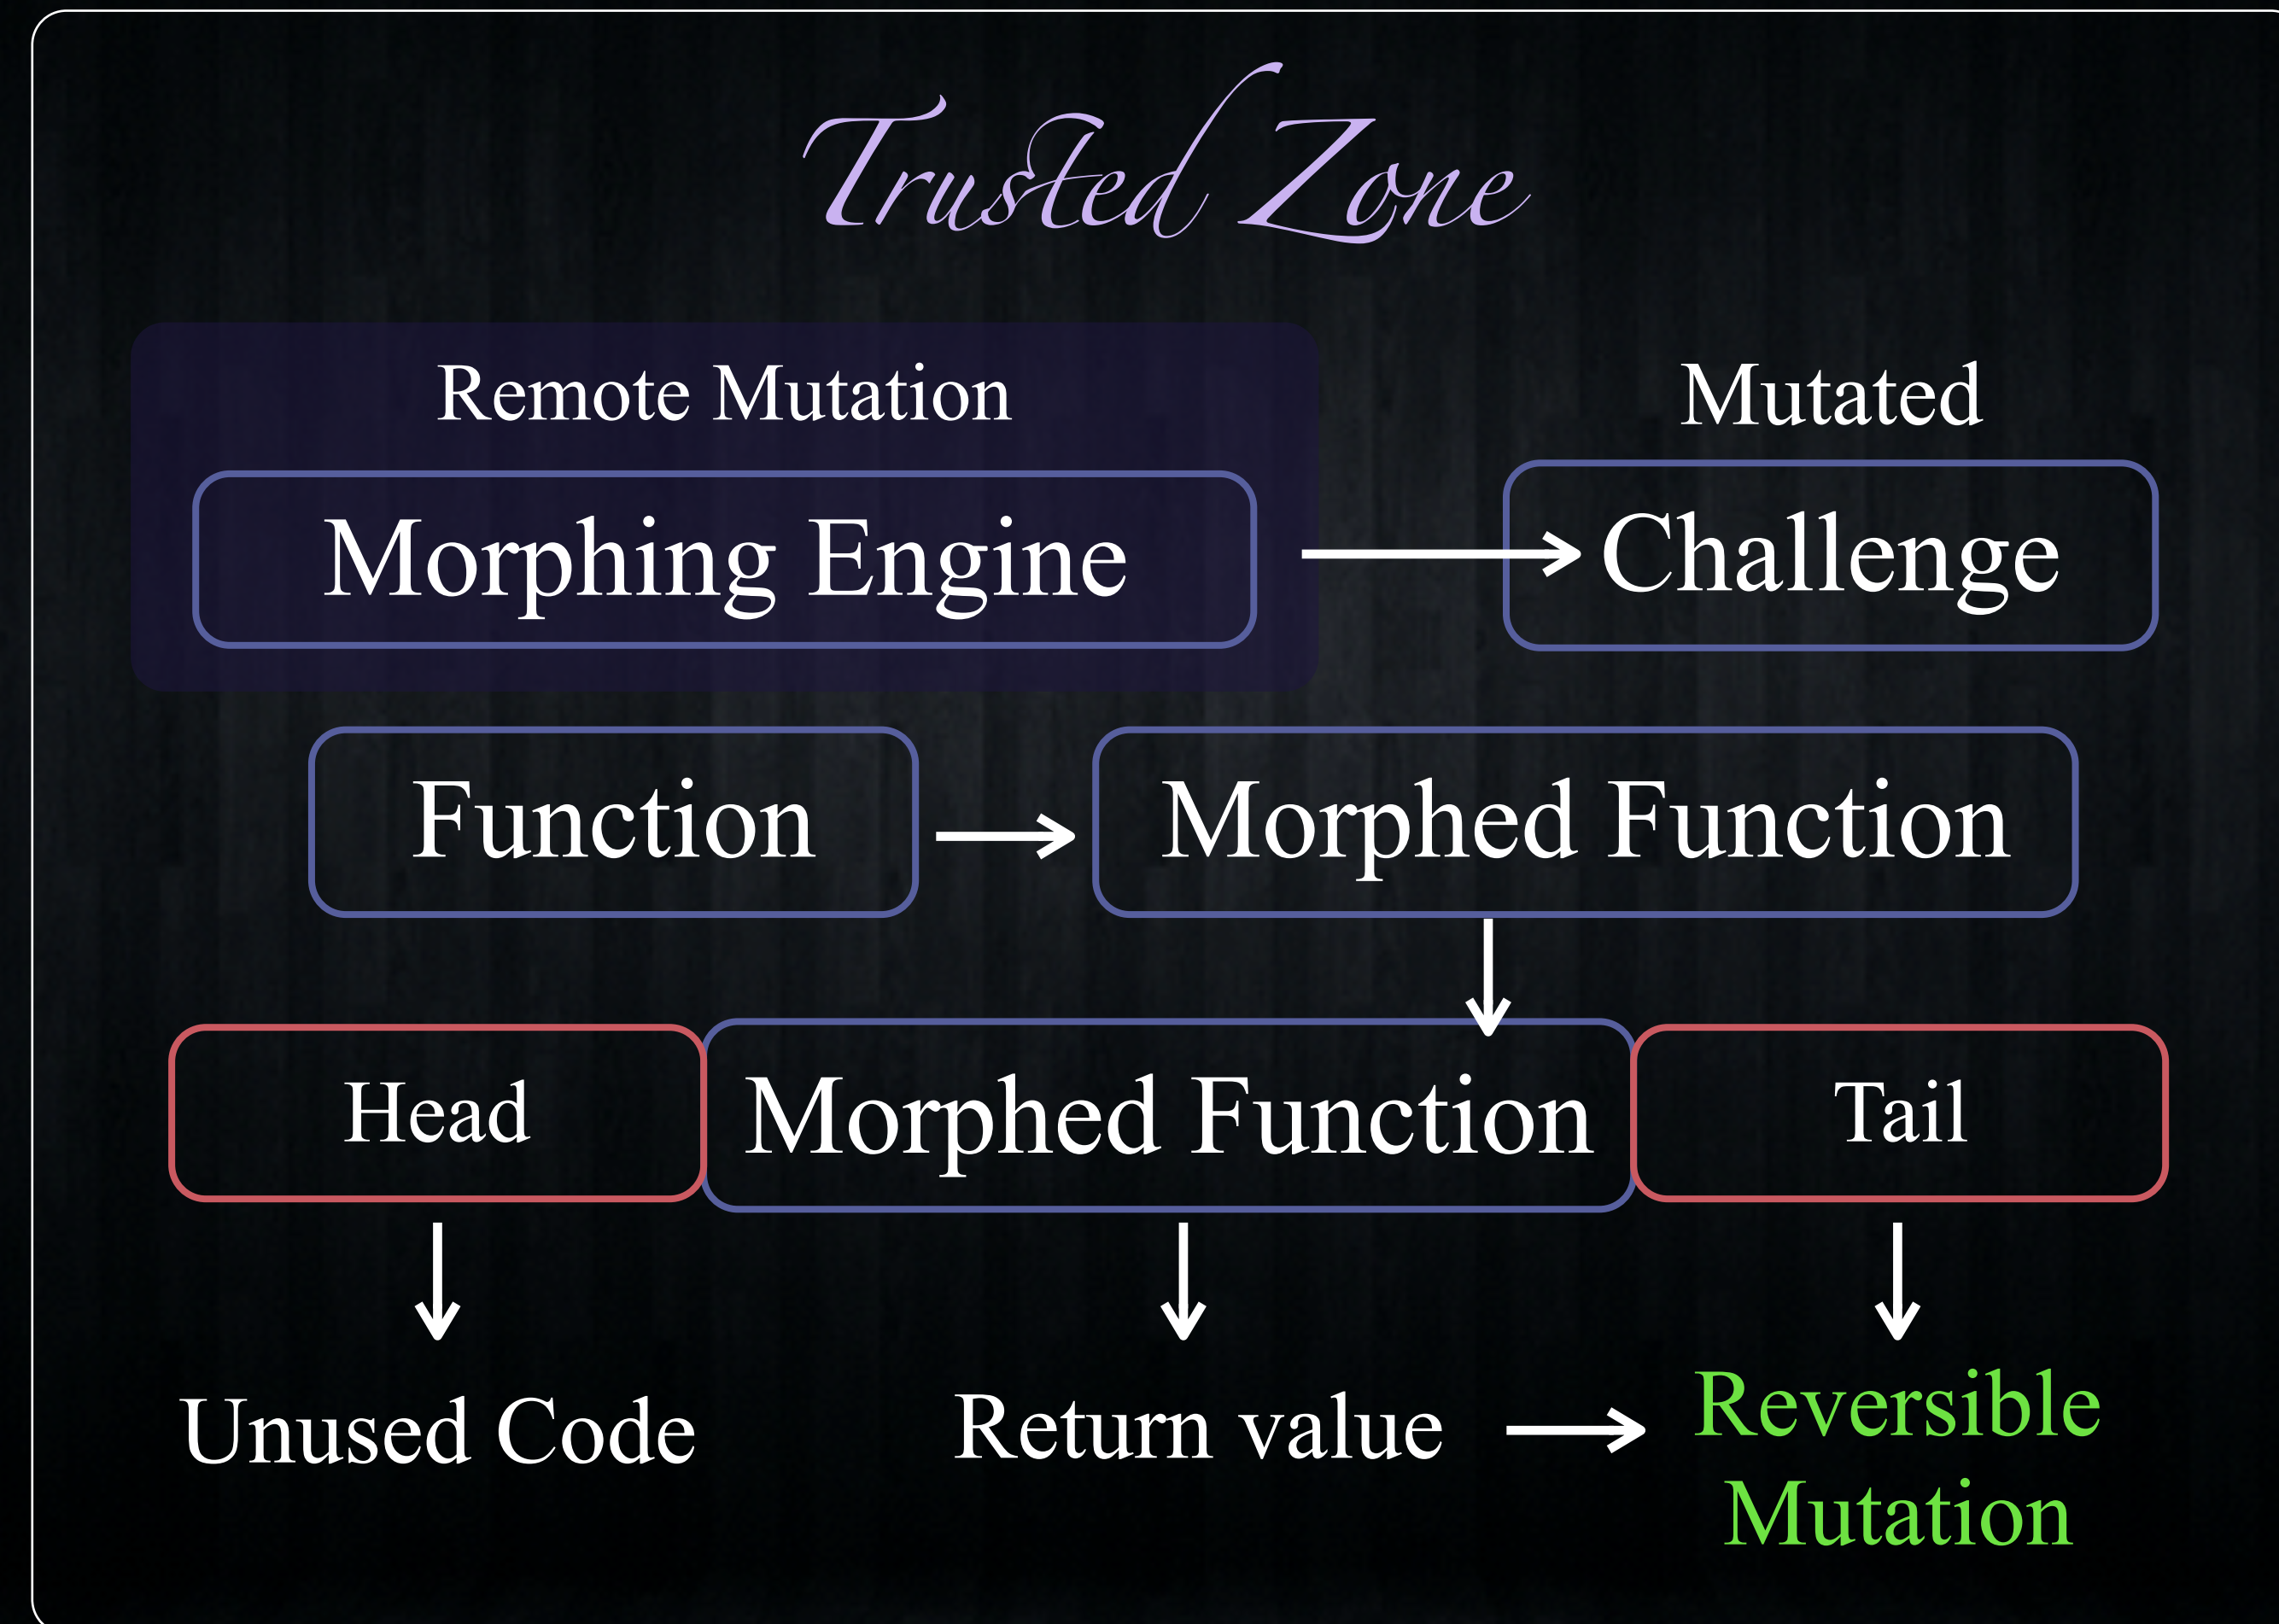 Trusted Zone
Remote Mutation
Mutated
Morphing Engine
Challenge
Function
Morphed Function
Head
Morphed Function
Tail
Unused Code
Return value
Reversible
Mutation